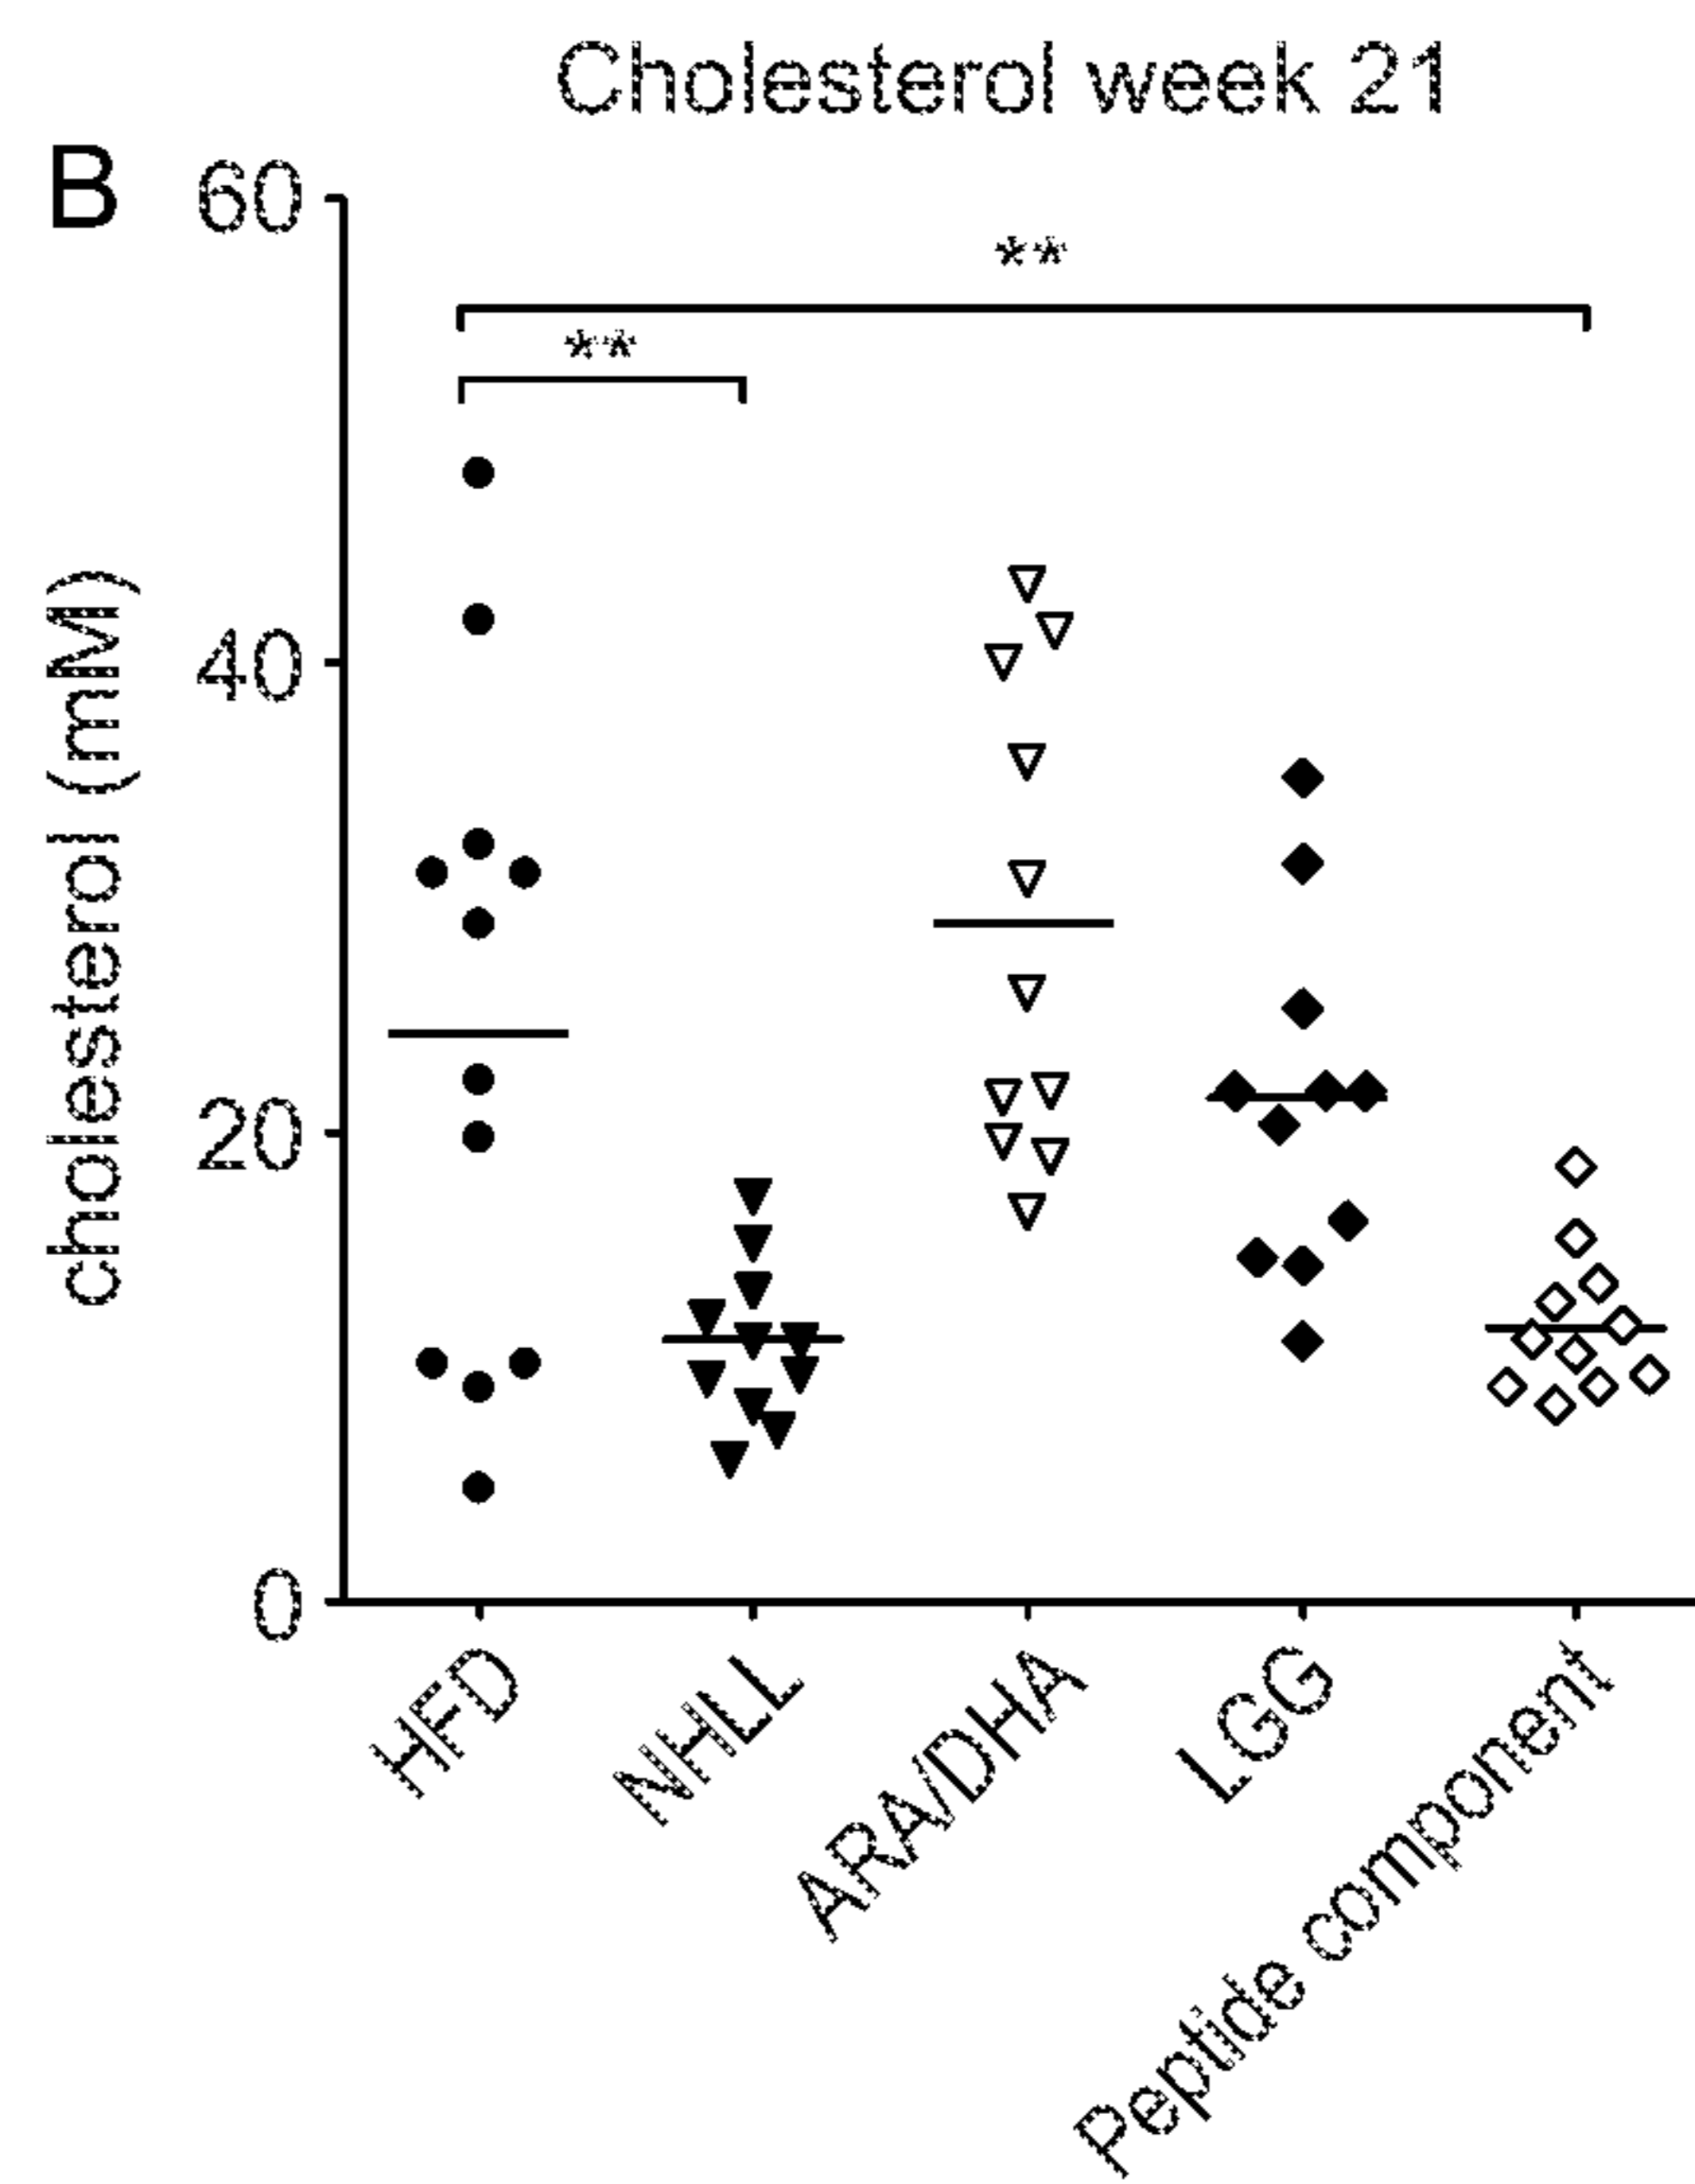 Cholesterol week 21
B
60
**
**
40
20
0
cholesterol (mM)
HFD
NHLL
ARA/DHA
LGG
Peptide component